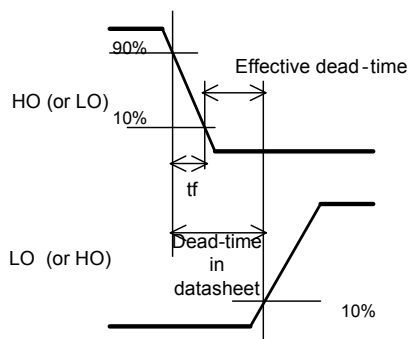 90%
Effective dead-time
HO (or LO)
10%
tf
Dead-time
in
datasheet
LO (or HO)
10%